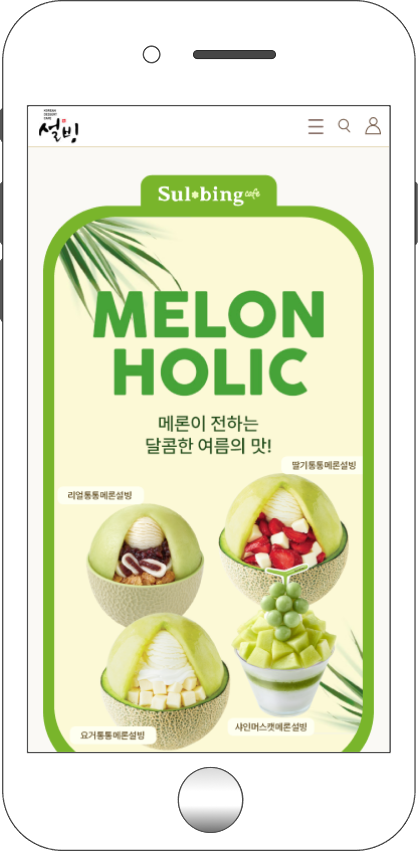 KOREAN
DESSERT
CAFE
설빙
Sul•bing cafe
MELON
HOLIC
메론이 전하는
달콤한 여름의 맛!
딸기통통메론설빙
리얼통통메론설빙
샤인머스캣메론설빙
요거통통메론설빙